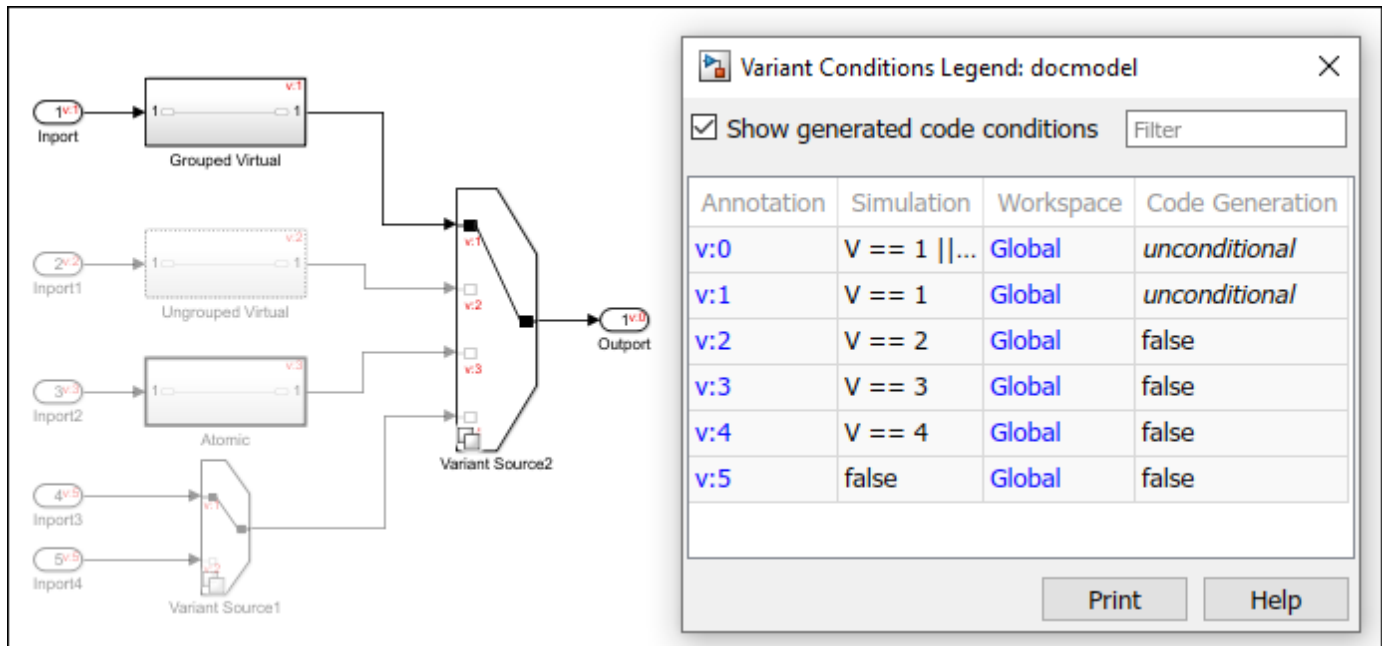 1 v:1
Inport
v:1
1 1
Grouped Virtual
2 v:2
Inport1
v:2
1 1
Ungrouped Virtual
3 v:3
Inport2
v:3
1 1
Atomic
4 v:5
Inport3
5 v:5
Inport4
v:1
v:2
Variant Source1
v:1
v:2
v:3
Variant Source2
1 v:0
Outport
Variant Conditions Legend: docmodel
Show generated code conditions Filter
Annotation Simulation Workspace Code Generation
v:0 V == 1 ||... Global unconditional
v:1 V == 1 Global unconditional
v:2 V == 2 Global false
v:3 V == 3 Global false
v:4 V == 4 Global false
v:5 false Global false
Print Help